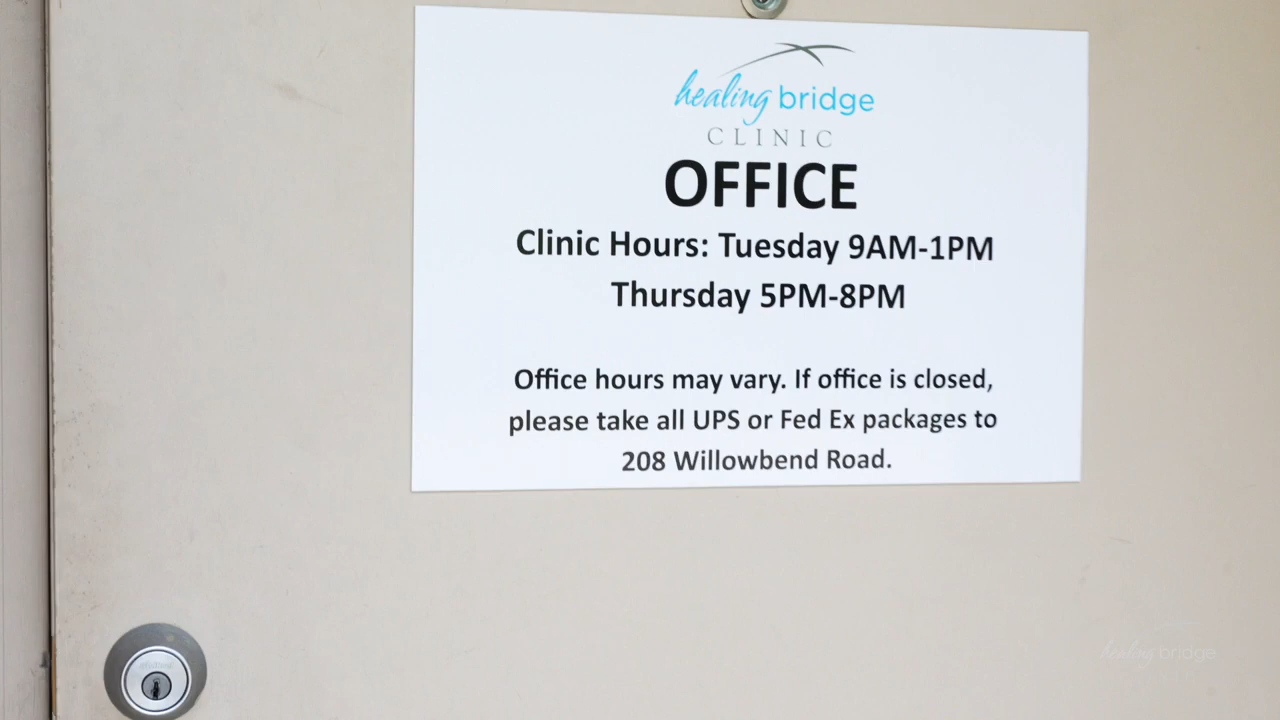 healing bridge
CLINIC
OFFICE
Clinic Hours: Tuesday 9AM-1PM
Thursday 5PM-8PM
Office hours may vary. If office is closed,
please take all UPS or Fed Ex packages to
208 Willowbend Road.
healing bridge